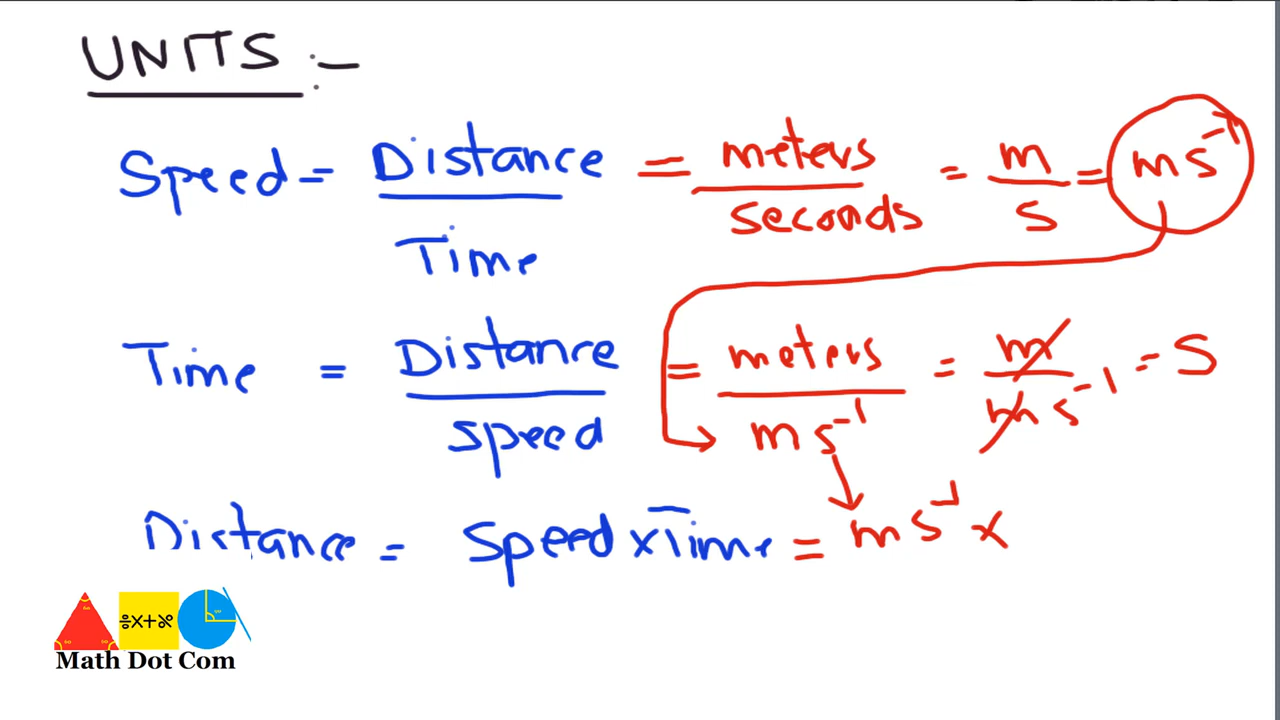 UNITS :-
Speed = Distance / Time = meters / seconds = m / s = ms⁻¹
Time = Distance / speed = meters / ms⁻¹ = m / ms⁻¹ = S
Distance = Speed x Time = ms⁻¹ x
÷x+%
Math Dot Com